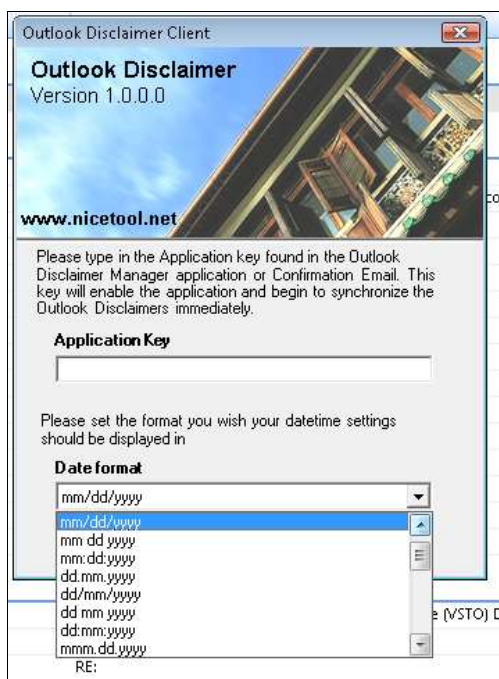 Outlook Disclaimer Client
Outlook Disclaimer
Version 1.0.0.0
www.nicetool.net
Please type in the Application key found in the Outlook
Disclaimer Manager application or Confirmation Email. This
key will enable the application and begin to synchronize the
Outlook Disclaimers immediately.
Application Key
Please set the format you wish your datetime settings
should be displayed in
Date format
mm/dd/yyyy
mm/dd/yyyy
mm dd yyyy
mm:dd:yyyy
dd.mm.yyyy
dd/mm/yyyy
dd mm yyyy
dd:mm:yyyy
mmm.dd.yyyy
e (VSTO) D
RE: